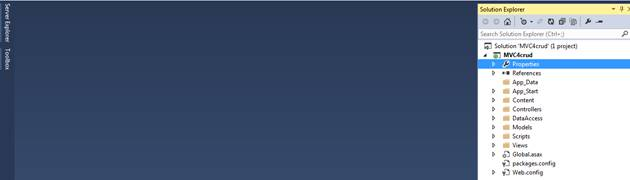 Server Explorer
Toolbox
Solution Explorer
Search Solution Explorer (Ctrl+;)
Solution 'MVC4crud' (1 project)
MVC4crud
Properties
References
App_Data
App_Start
Content
Controllers
DataAccess
Models
Scripts
Views
Global.asax
packages.config
Web.config